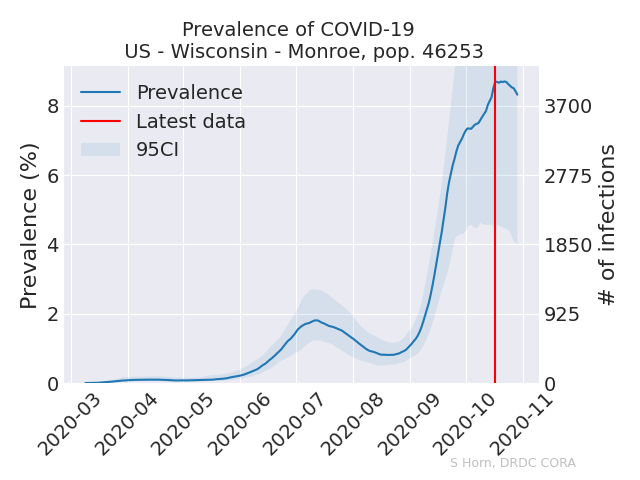 Prevalence of COVID-19
US - Wisconsin - Monroe, pop. 46253
Prevalence
Latest data
95CI
Prevalence (%)
8
6
4
2
0
3700
2775
1850
925
0
# of infections
2020-03
2020-04
2020-05
2020-06
2020-07
2020-08
2020-09
2020-10
2020-11
S Horn, DRDC CORA